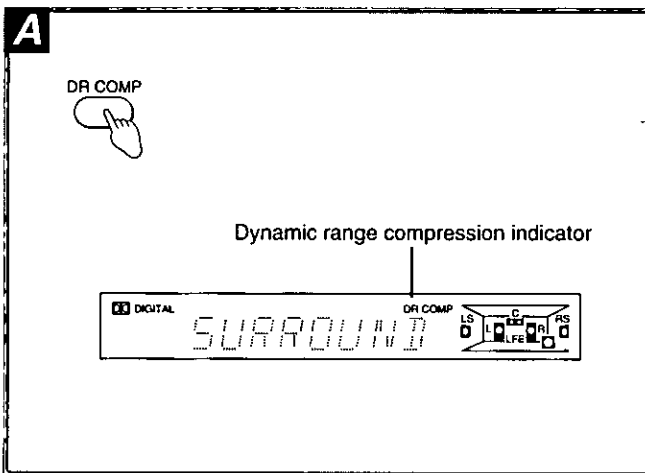 A
DR COMP
Dynamic range compression indicator
DIGITAL
DR COMP
SURROUND
LS
L
C
LFE
R
RS